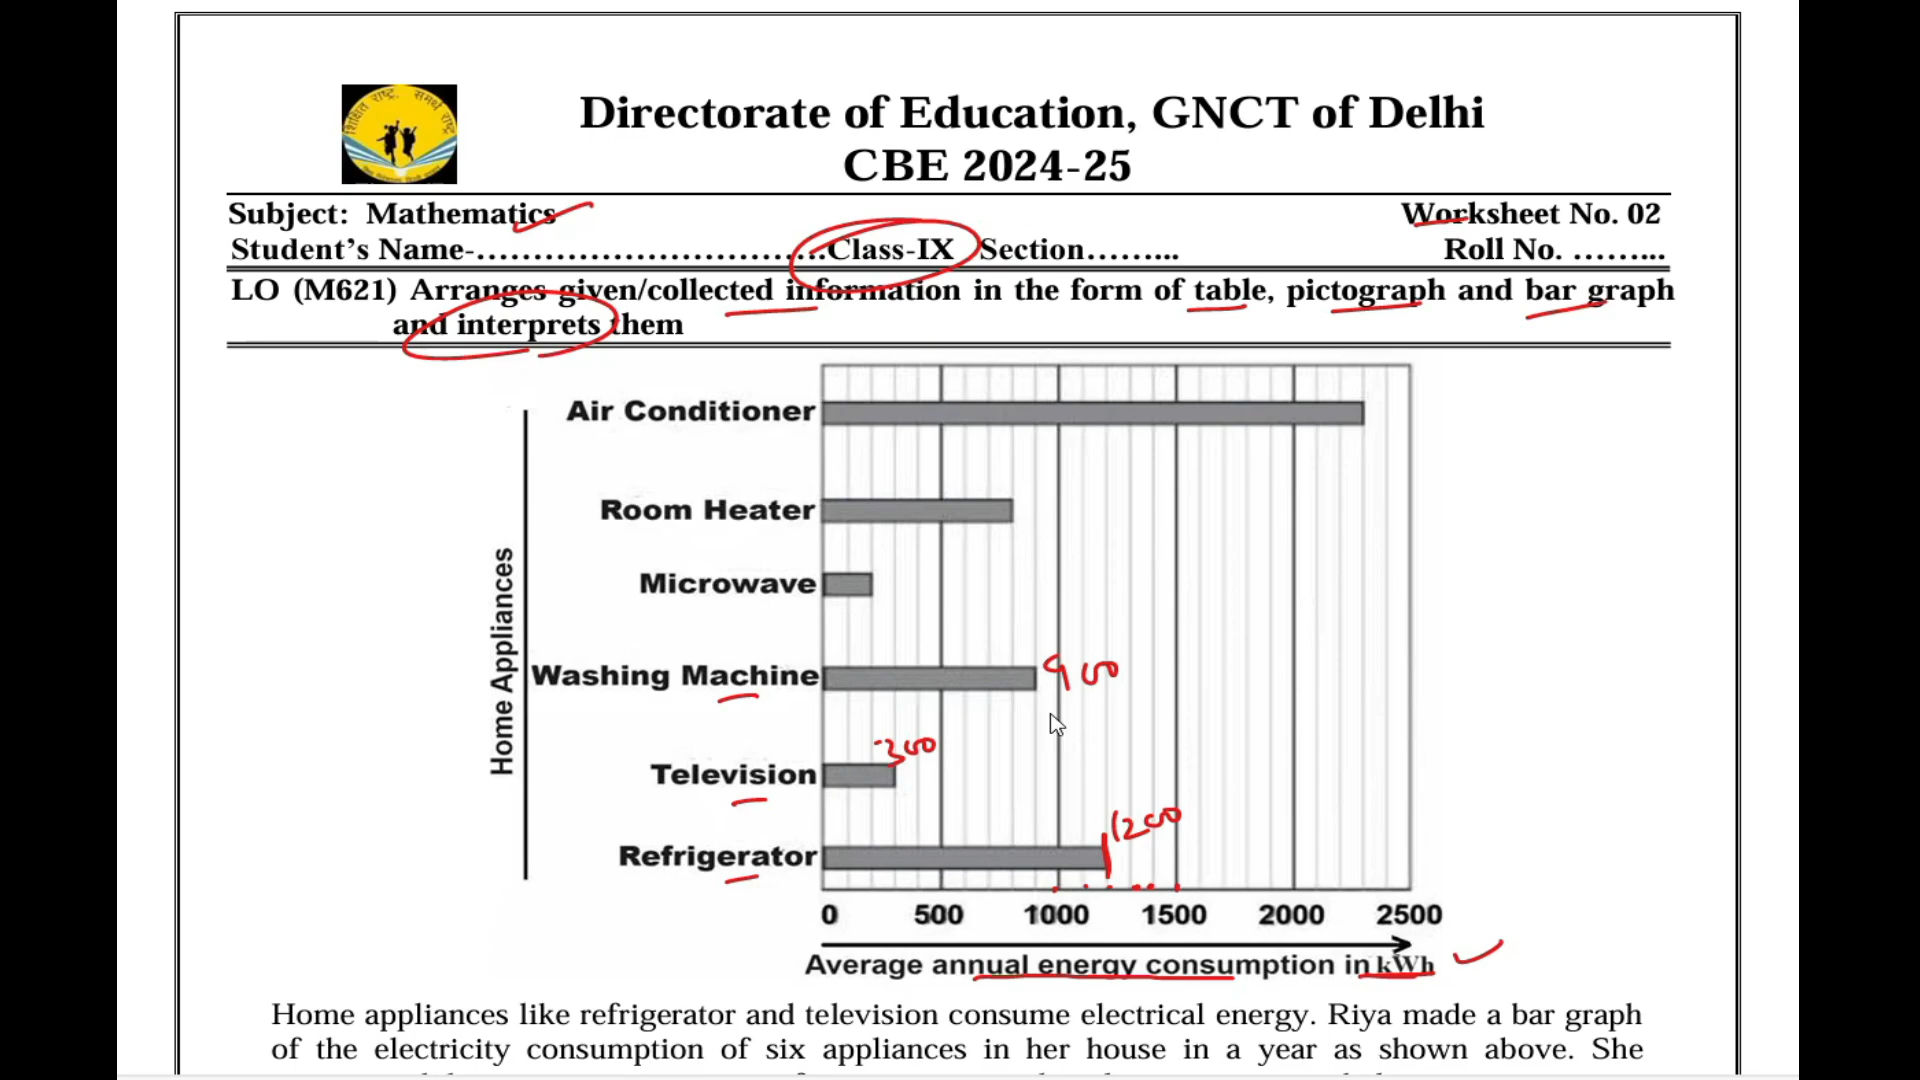 शिक्षित राष्ट्र, समर्थ राष्ट्र
Directorate of Education, GNCT of Delhi
CBE 2024-25
Subject: Mathematics Worksheet No. 02
Student's Name-................................Class-IX Section......... Roll No. .........
LO (M621) Arranges given/collected information in the form of table, pictograph and bar graph
and interprets them
Home Appliances
Air Conditioner
Room Heater
Microwave
Washing Machine 900
Television 300
Refrigerator 1200
0 500 1000 1500 2000 2500
Average annual energy consumption in kWh
Home appliances like refrigerator and television consume electrical energy. Riya made a bar graph
of the electricity consumption of six appliances in her house in a year as shown above. She